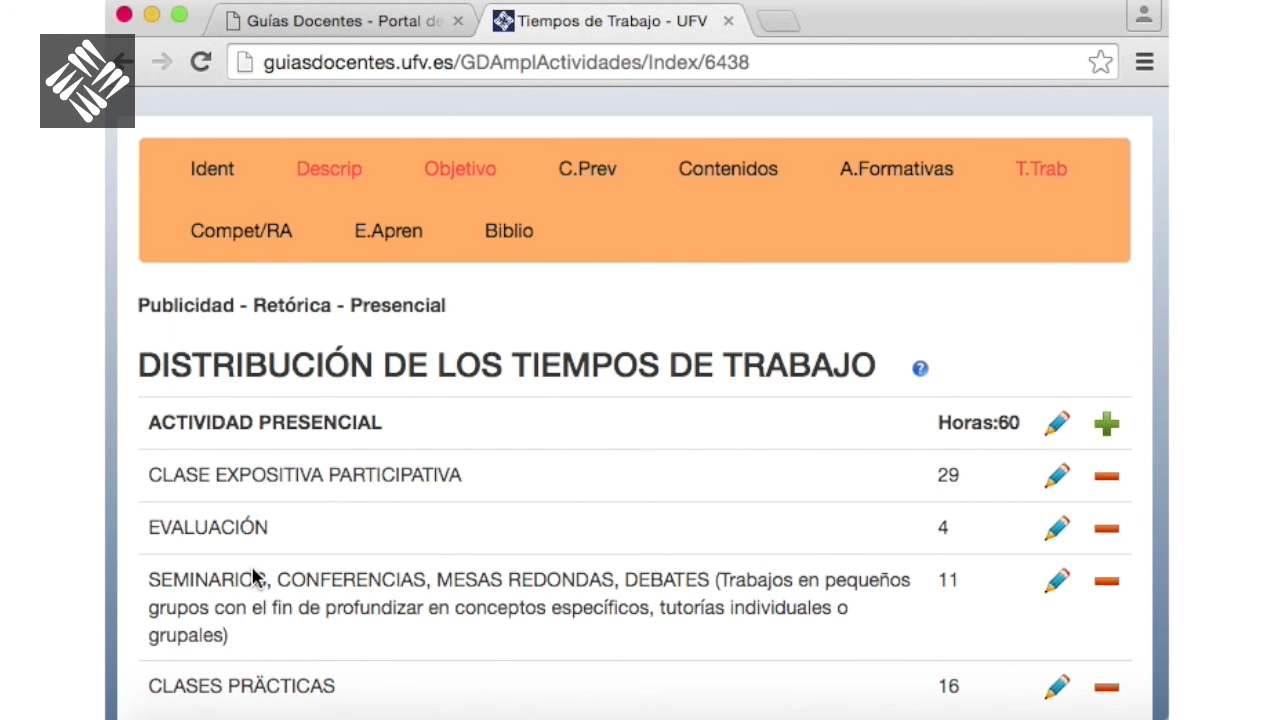 Guías Docentes - Portal de
Tiempos de Trabajo - UFV
guiasdocentes.ufv.es/GDAmplActividades/Index/6438
Ident Descrip Objetivo C.Prev Contenidos A.Formativas T.Trab
Compet/RA E.Apren Biblio
Publicidad - Retórica - Presencial
DISTRIBUCIÓN DE LOS TIEMPOS DE TRABAJO
ACTIVIDAD PRESENCIAL Horas:60
CLASE EXPOSITIVA PARTICIPATIVA 29
EVALUACIÓN 4
SEMINARIOS, CONFERENCIAS, MESAS REDONDAS, DEBATES (Trabajos en pequeños 11
grupos con el fin de profundizar en conceptos específicos, tutorías individuales o
grupales)
CLASES PRÄCTICAS 16